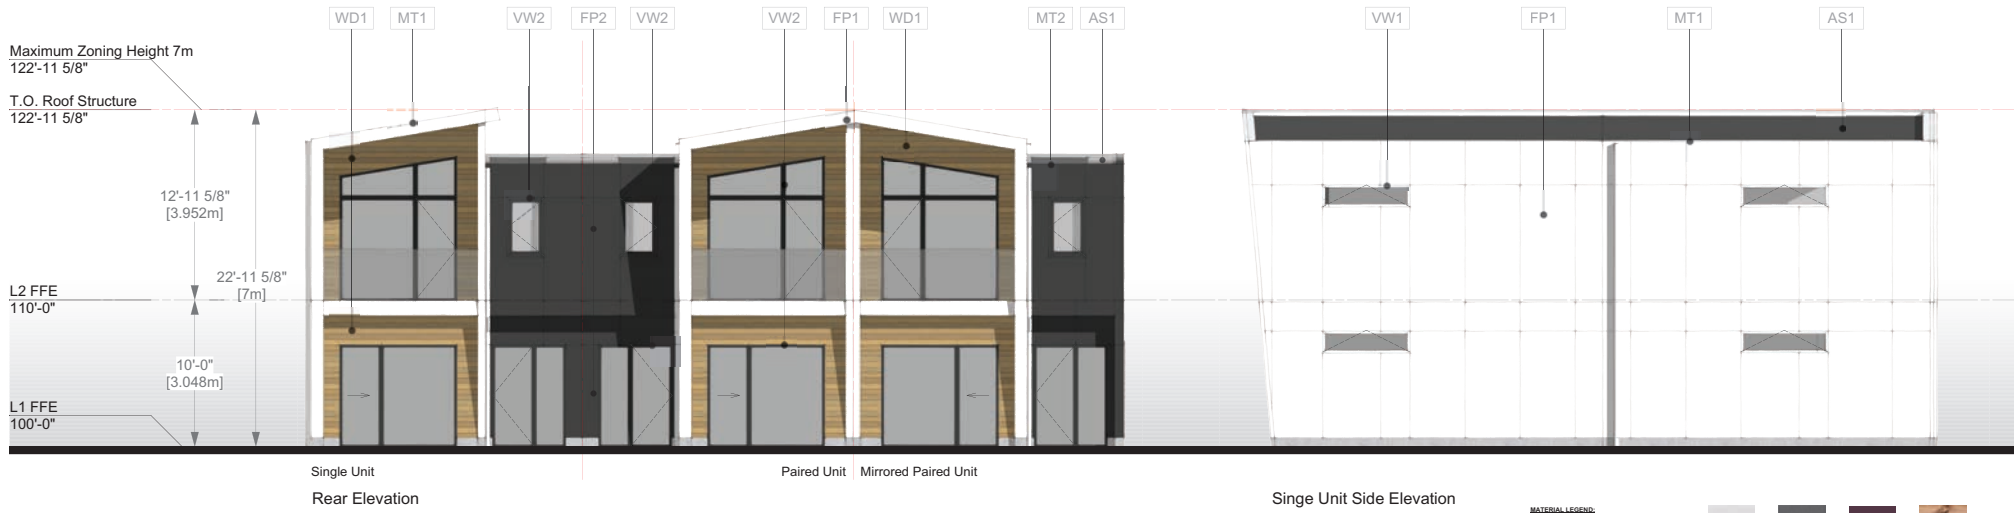 WD1 MT1 VW2 FP2 VW2 VW2 FP1 WD1 MT2 AS1 VW1 FP1 MT1 AS1
Maximum Zoning Height 7m
122'-11 5/8"
T.O. Roof Structure
122'-11 5/8"
12'-11 5/8"
[3.952m]
22'-11 5/8"
[7m]
L2 FFE
110'-0"
10'-0"
[3.048m]
L1 FFE
100'-0"
Single Unit
Paired Unit
Mirrored Paired Unit
Rear Elevation
Singe Unit Side Elevation
MATERIAL LEGEND: